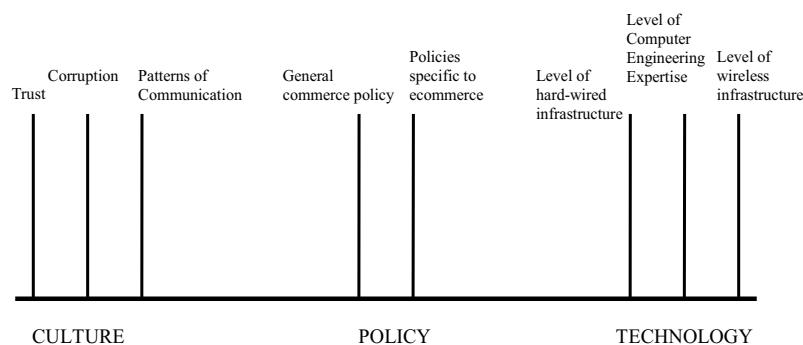 Trust
Corruption
Patterns of
Communication
General
commerce policy
Policies
specific to
ecommerce
Level of
hard-wired
infrastructure
Level of
Computer
Engineering
Expertise
Level of
wireless
infrastructure
CULTURE
POLICY
TECHNOLOGY